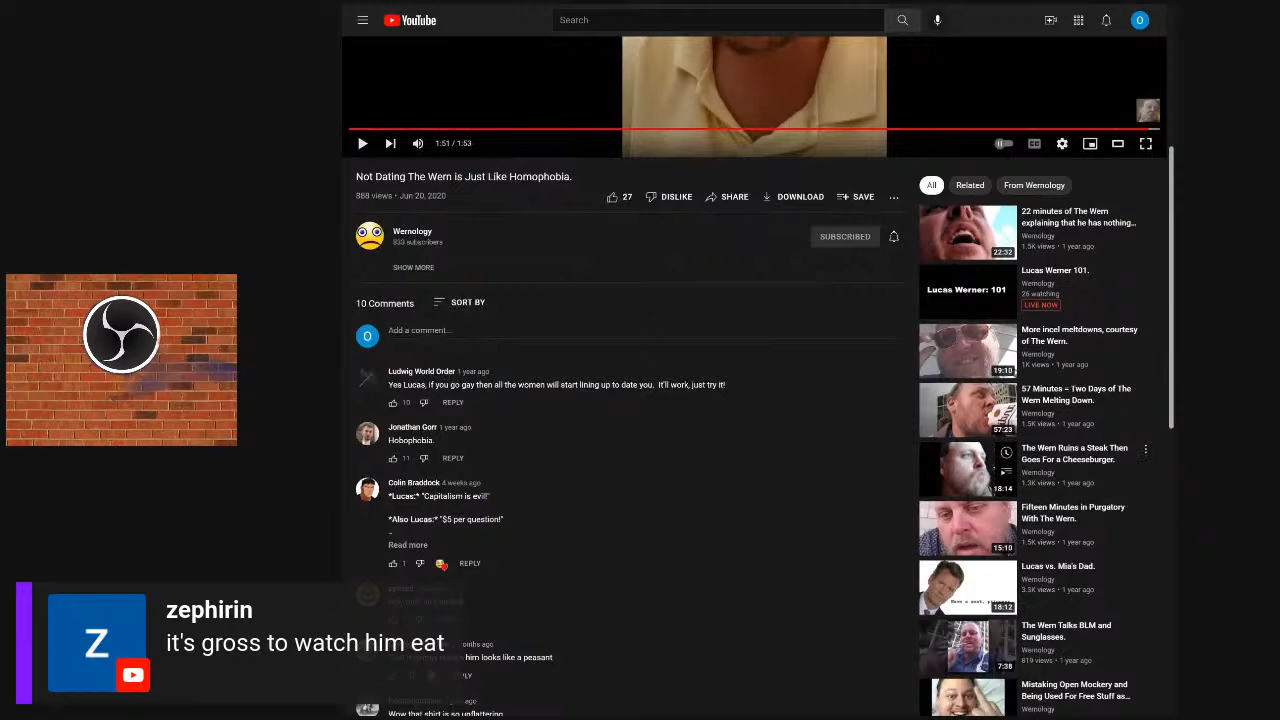 YouTube
Search
O
1:51 / 1:53
Not Dating The Wern is Just Like Homophobia.
868 views • Jun 20, 2020
27
DISLIKE
SHARE
DOWNLOAD
SAVE
Wernology
833 subscribers
SUBSCRIBED
SHOW MORE
10 Comments
SORT BY
O
Add a comment...
Ludwig World Order 1 year ago
Yes Lucas, if you go gay then all the women will start lining up to date you. It'll work, just try it!
10
REPLY
Jonathan Gorr 1 year ago
Hobophobia.
11
REPLY
Colin Braddock 4 weeks ago
*Lucas:* "Capitalism is evil!"
*Also Lucas:* "$5 per question!"
-
Read more
1
REPLY
onths ago
him looks like a peasant
PLY
ago
Wow that shirt is so unflattering
All
Related
From Wernology
22 minutes of The Wern
explaining that he has nothing...
Wernology
1.5K views • 1 year ago
22:32
Lucas Werner: 101
Lucas Werner 101.
Wernology
26 watching
LIVE NOW
More incel meltdowns, courtesy
of The Wern.
Wernology
1K views • 1 year ago
19:10
57 Minutes = Two Days of The
Wern Melting Down.
Wernology
1.5K views • 1 year ago
57:23
The Wern Ruins a Steak Then
Goes For a Cheeseburger.
Wernology
1.3K views • 1 year ago
18:14
Fifteen Minutes in Purgatory
With The Wern.
Wernology
1.5K views • 1 year ago
15:10
Lucas vs. Mia's Dad.
Wernology
3.3K views • 1 year ago
18:12
The Wern Talks BLM and
Sunglasses.
Wernology
819 views • 1 year ago
7:38
Mistaking Open Mockery and
Being Used For Free Stuff as...
Wernology
Z
zephirin
it's gross to watch him eat